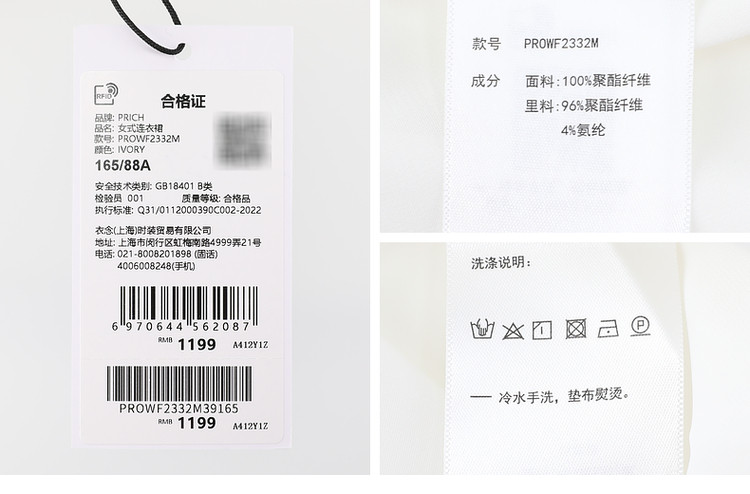 RFID
合格证
品牌: PRICH
品名: 女式连衣裙
款号: PROWF2332M
颜色: IVORY
165/88A
安全技术类别: GB18401 B类
检验员 001 质量等级: 合格品
执行标准: Q31/0112000390C002-2022
衣念(上海)时装贸易有限公司
地址: 上海市闵行区虹梅南路4999弄21号
电话: 021-8008201898 (固话)
4006008248(手机)
6 970644 562087
RMB 1199 A412Y1Z
PROWF2332M39165
RMB 1199 A412Y1Z
款号 PROWF2332M
成分 面料: 100%聚酯纤维
里料: 96%聚酯纤维
4%氨纶
洗涤说明:
P
— 冷水手洗, 垫布熨烫。